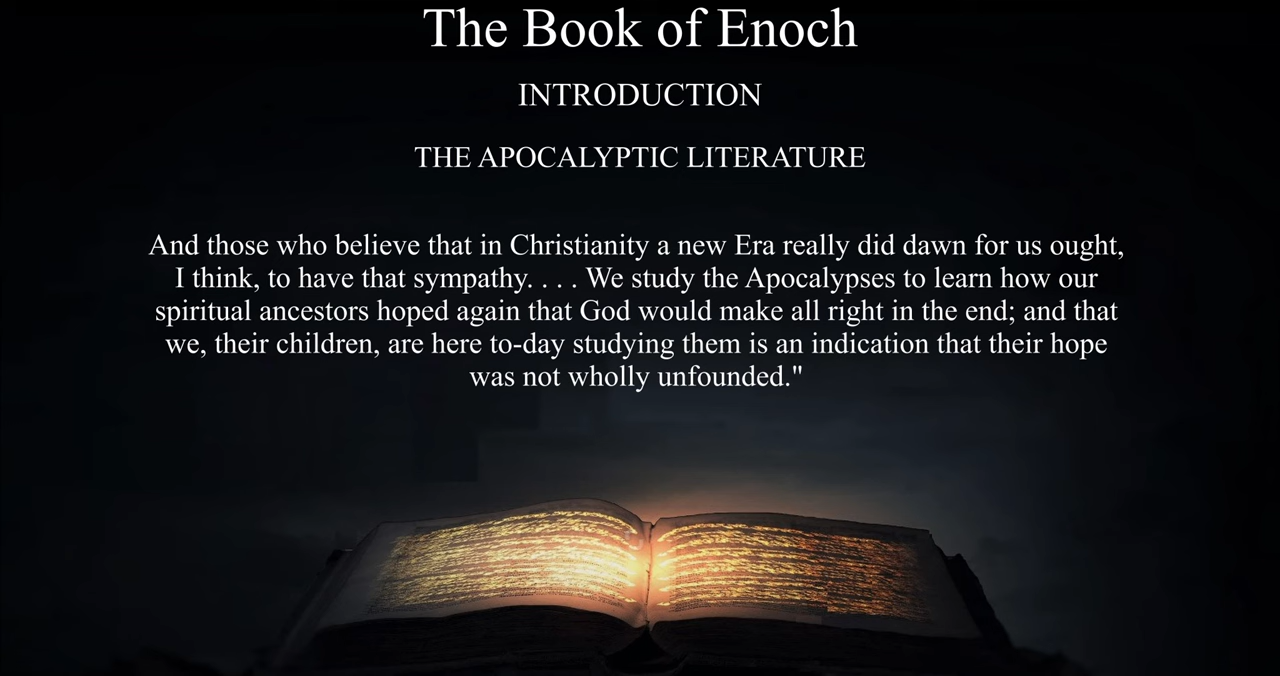 The Book of Enoch
INTRODUCTION
THE APOCALYPTIC LITERATURE
And those who believe that in Christianity a new Era really did dawn for us ought,
I think, to have that sympathy. . . . We study the Apocalypses to learn how our
spiritual ancestors hoped again that God would make all right in the end; and that
we, their children, are here to-day studying them is an indication that their hope
was not wholly unfounded."